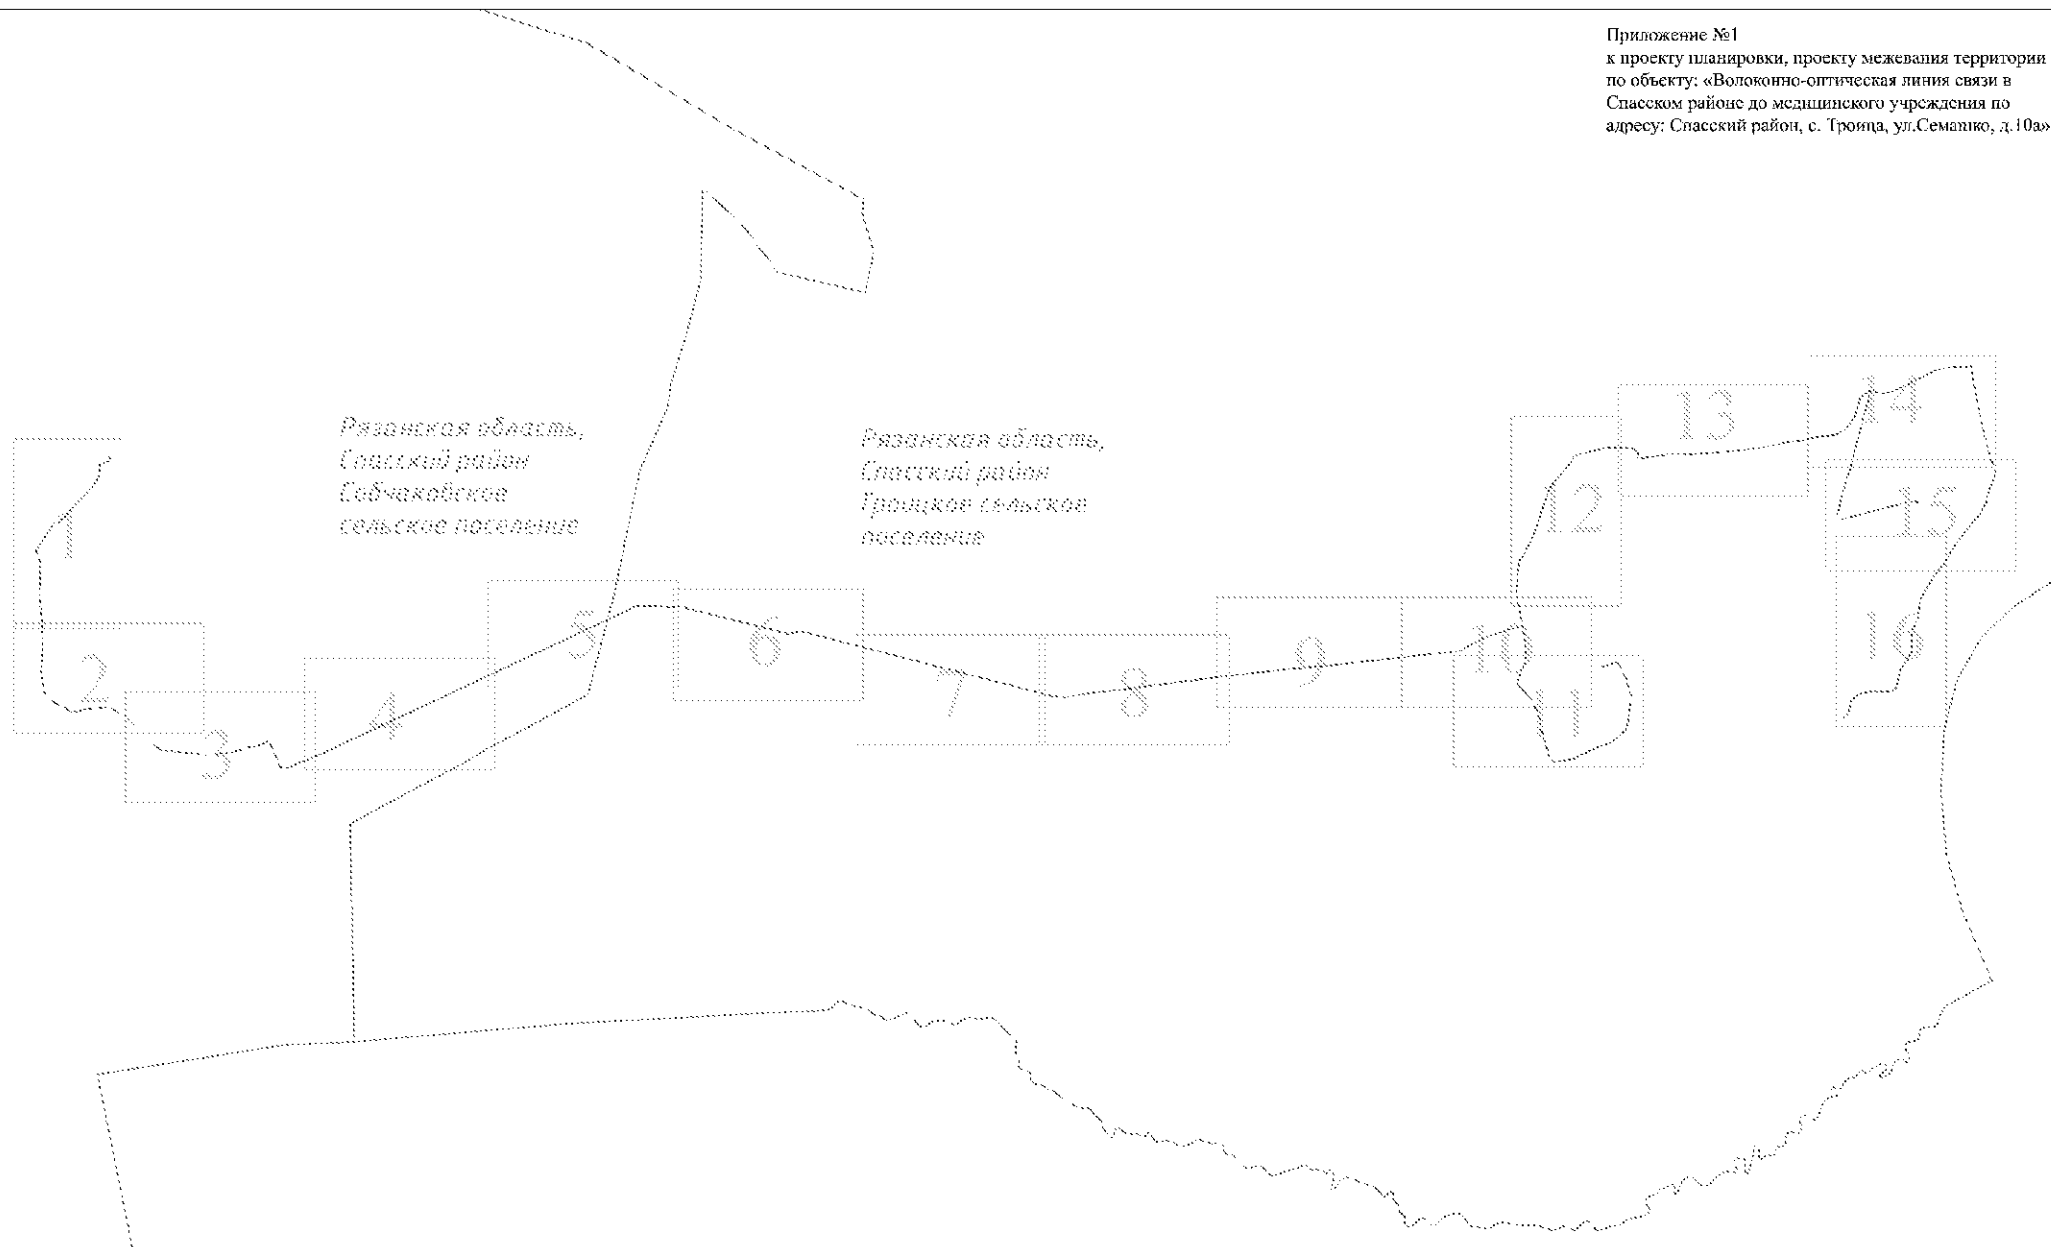 Приложение №1
к проекту планировки, проекту межевания территории
по объекту: «Волоконно-оптическая линия связи в
Спасском районе до медицинского учреждения по
адресу: Спасский район, с. Троица, ул.Семашко, д.10а»
Рязанская область,
Спасский район
Собчаковское
сельское поселение
Рязанская область,
Спасский район
Троицкое сельское
поселение
1
2
3
4
5
6
7
8
9
10
11
12
13
14
15
16